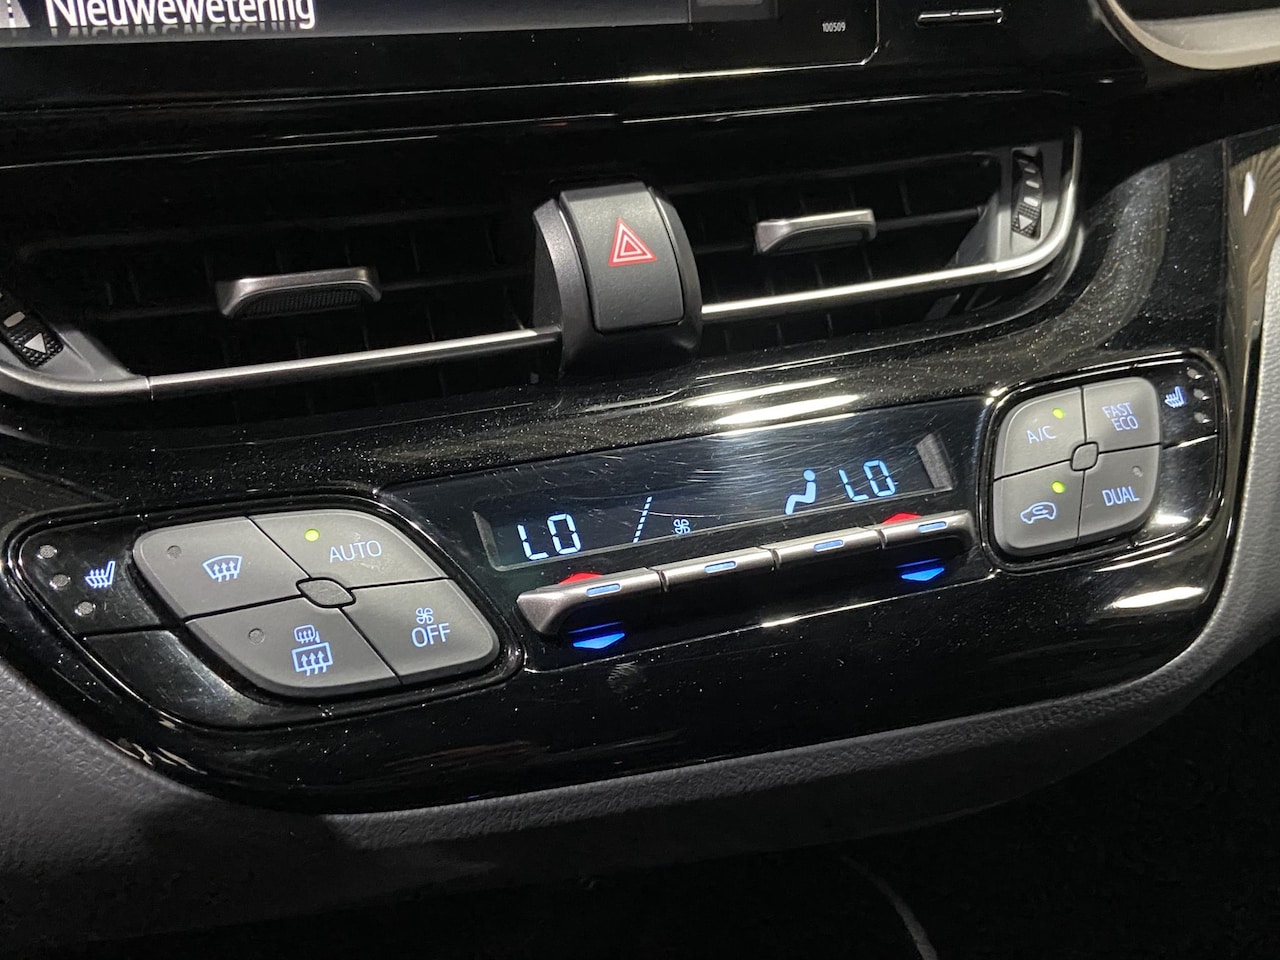 Nieuwewetering
100509
A/C
FAST
ECO
LO
LO
DUAL
AUTO
OFF